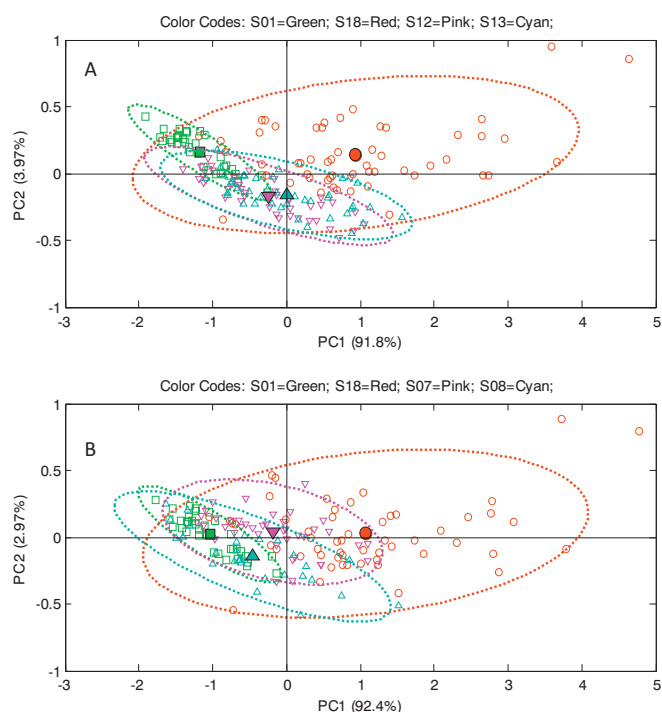 Color Codes: S01=Green; S18=Red; S12=Pink; S13=Cyan;
1
A
0.5
PC2 (3.97%)
0
-0.5
-1
-3 -2 -1 0 1 2 3 4 5
PC1 (91.8%)
Color Codes: S01=Green; S18=Red; S07=Pink; S08=Cyan;
1
B
0.5
PC2 (2.97%)
0
-0.5
-1
-3 -2 -1 0 1 2 3 4 5
PC1 (92.4%)